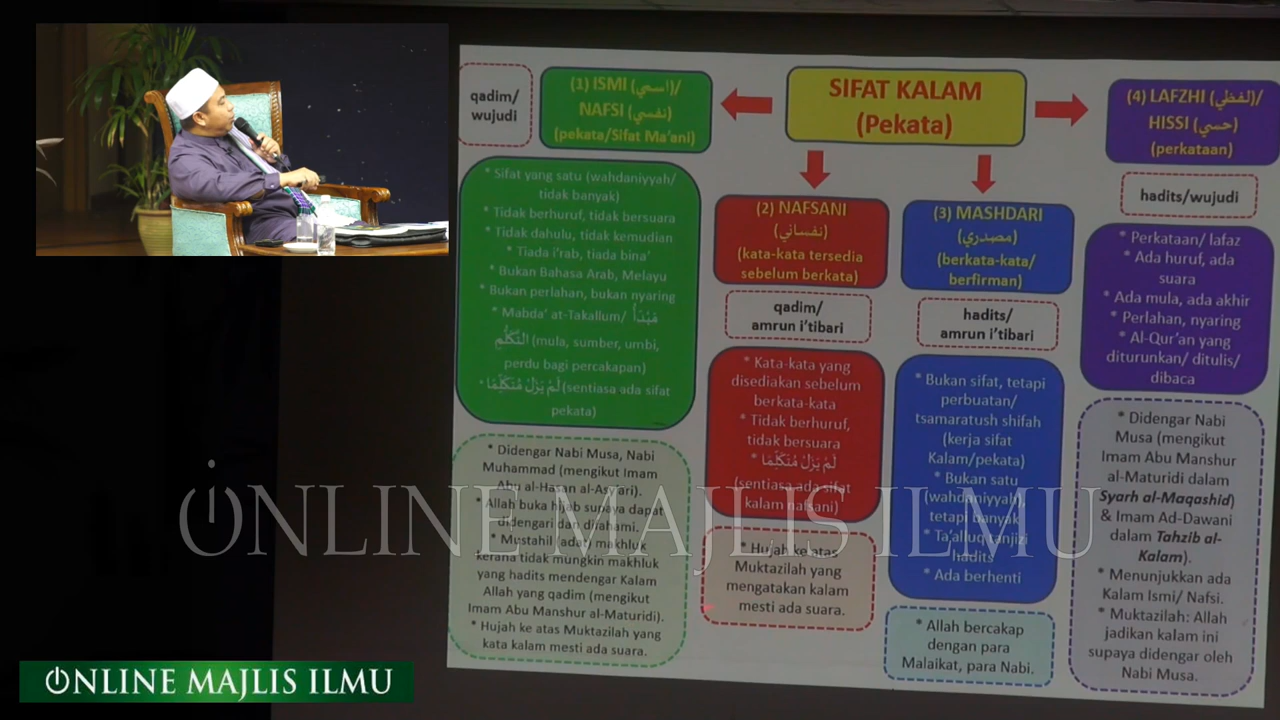 SIFAT KALAM
(Pekata)
qadim/
wujudi
(1) ISMI (اسمي)/
NAFSI (نفسي)
(pekata/Sifat Ma'ani)
* Sifat yang satu (wahdaniyyah/
tidak banyak)
* Tidak berhuruf, tidak bersuara
* Tidak dahulu, tidak kemudian
* Tiada i'rab, tiada bina'
* Bukan Bahasa Arab, Melayu
* Bukan perlahan, bukan nyaring
* Mabda' at-Takallum/ مَبْدَأُ
التَّكَلُّم (mula, sumber, umbi,
perdu bagi percakapan)
* لَمْ يَزَلْ مُتَكَلِّمًا (sentiasa ada sifat
pekata)
* Didengar Nabi Musa, Nabi
Muhammad (mengikut Imam
Abu al-Hasan al-Asy'ari).
* Allah buka hijab supaya dapat
didengari dan difahami.
* Mustahil (adat) makhluk
kerana tidak mungkin makhluk
yang hadits mendengar Kalam
Allah yang qadim (mengikut
Imam Abu Manshur al-Maturidi).
* Hujah ke atas Muktazilah yang
kata kalam mesti ada suara.
(2) NAFSANI
(نفساني)
(kata-kata tersedia
sebelum berkata)
qadim/
amrun i'tibari
* Kata-kata yang
disediakan sebelum
berkata-kata
* Tidak berhuruf,
tidak bersuara
* لَمْ يَزَلْ مُتَكَلِّمًا
(sentiasa ada sifat
kalam nafsani)
* Hujah ke atas
Muktazilah yang
mengatakan kalam
mesti ada suara.
(3) MASHDARI
(مصدري)
(berkata-kata/
berfirman)
hadits/
amrun i'tibari
* Bukan sifat, tetapi
perbuatan/
tsamaratush shifah
(kerja sifat
Kalam/pekata)
* Bukan satu
(wahdaniyyah),
tetapi banyak
* Ta'alluq tanjizi
hadits
* Ada berhenti
* Allah bercakap
dengan para
Malaikat, para Nabi.
(4) LAFZHI (لفظي)/
HISSI (حسي)
(perkataan)
hadits/wujudi
* Perkataan/ lafaz
* Ada huruf, ada
suara
* Ada mula, ada akhir
* Perlahan, nyaring
* Al-Qur'an yang
diturunkan/ ditulis/
dibaca
* Didengar Nabi
Musa (mengikut
Imam Abu Manshur
al-Maturidi dalam
Syarh al-Maqashid)
& Imam Ad-Dawani
dalam Tahzib al-
Kalam).
* Menunjukkan ada
Kalam Ismi/ Nafsi.
* Muktazilah: Allah
jadikan kalam ini
supaya didengar oleh
Nabi Musa.
ONLINE MAJLIS ILMU
ONLINE MAJLIS ILMU